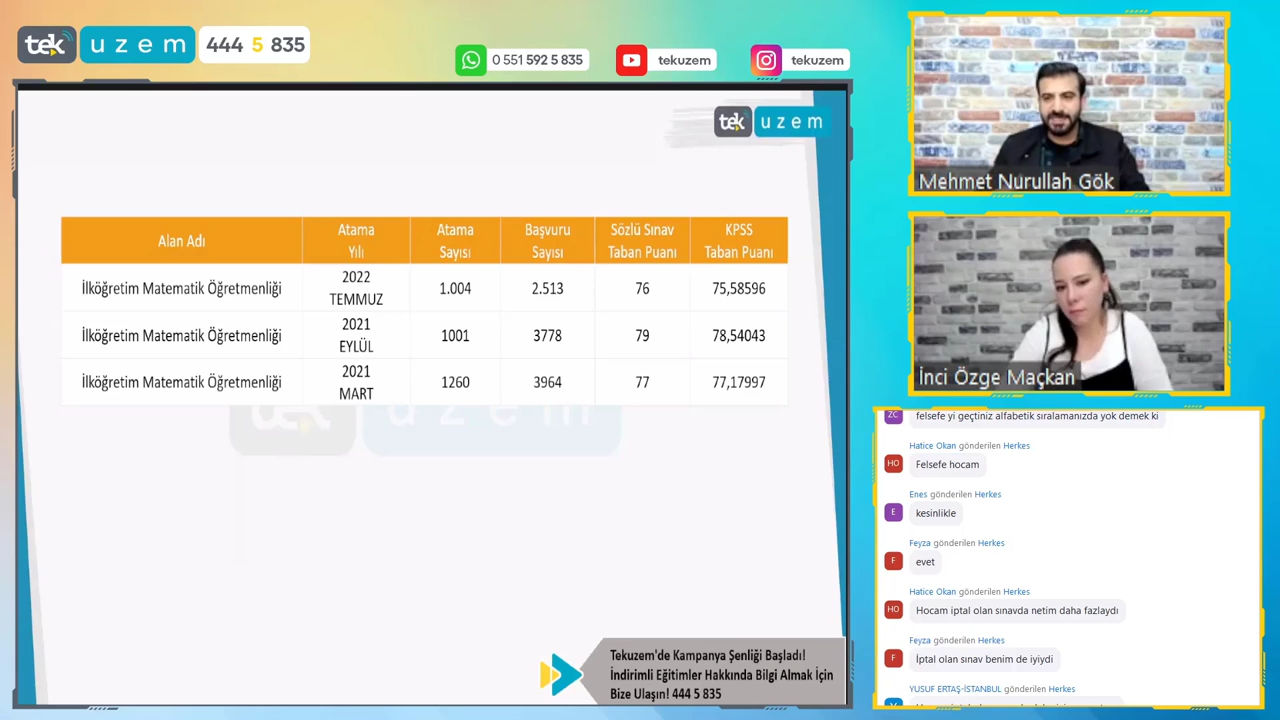 tek uzem 444 5 835
0 551 592 5 835
tekuzem
tekuzem
tek uzem
Alan Adı
Atama Yılı
Atama Sayısı
Başvuru Sayısı
Sözlü Sınav Taban Puanı
KPSS Taban Puanı
İlköğretim Matematik Öğretmenliği 2022 TEMMUZ 1.004 2.513 76 75,58596
İlköğretim Matematik Öğretmenliği 2021 EYLÜL 1001 3778 79 78,54043
İlköğretim Matematik Öğretmenliği 2021 MART 1260 3964 77 77,17997
Tekuzem'de Kampanya Şenliği Başladı!
İndirimli Eğitimler Hakkında Bilgi Almak İçin
Bize Ulaşın! 444 5 835
Mehmet Nurullah Gök
İnci Özge Maçkan
ZC felsefe yi geçtiniz alfabetik sıralamanızda yok demek ki
Hatice Okan gönderilen Herkes
HO Felsefe hocam
Enes gönderilen Herkes
E kesinlikle
Feyza gönderilen Herkes
F evet
Hatice Okan gönderilen Herkes
HO Hocam iptal olan sınavda netim daha fazlaydı
Feyza gönderilen Herkes
F İptal olan sınav benim de iyiydi
YUSUF ERTAŞ-İSTANBUL gönderilen Herkes